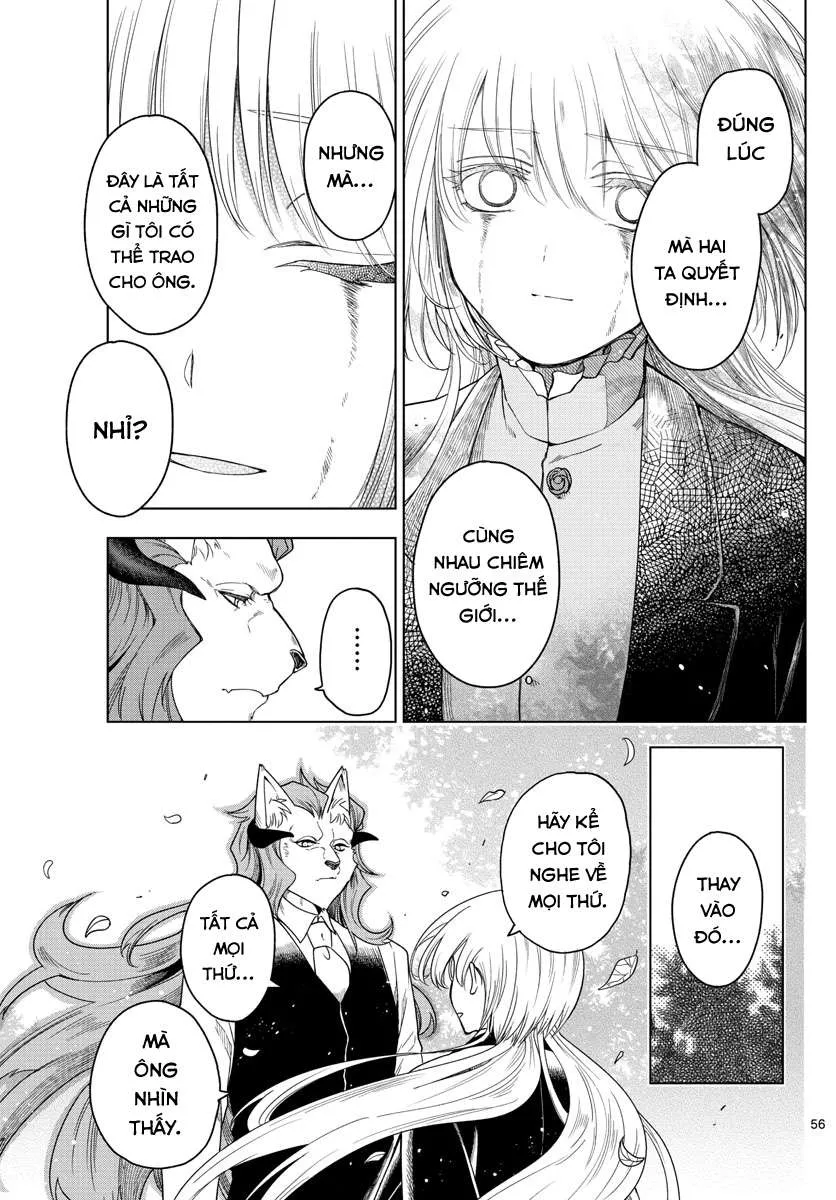 ĐÚNG
LÚC
MÀ HAI
TA QUYẾT
ĐỊNH...
CÙNG
NHAU CHIÊM
NGƯỠNG THẾ
GIỚI...
NHƯNG
MÀ...
ĐÂY LÀ TẤT
CẢ NHỮNG
GÌ TÔI CÓ
THỂ TRAO
CHO ÔNG.
NHỈ?
......
THAY
VÀO
ĐÓ...
HÃY KỂ
CHO TÔI
NGHE VỀ
MỌI THỨ.
TẤT CẢ
MỌI
THỨ...
MÀ
ÔNG
NHÌN
THẤY.
56